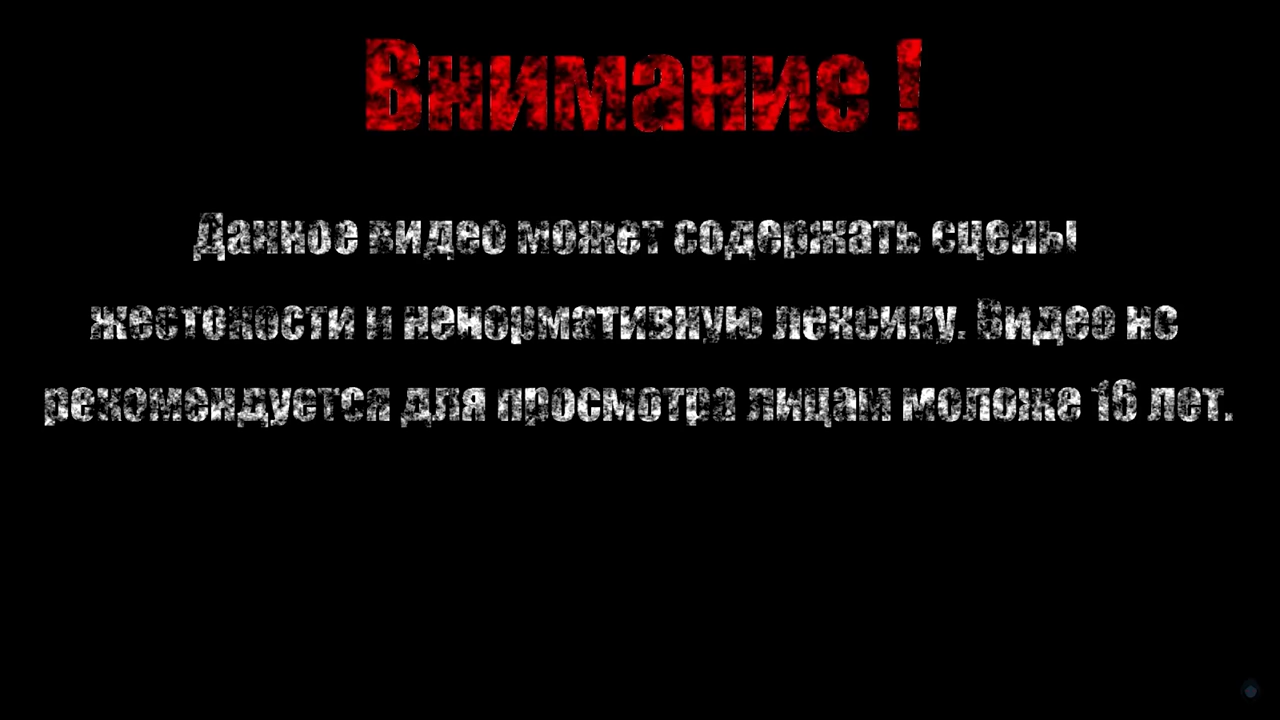 Внимание !
Данное видео может содержать сцены
жестокости и ненормативную лексику. Видео не
рекомендуется для просмотра лицам моложе 16 лет.